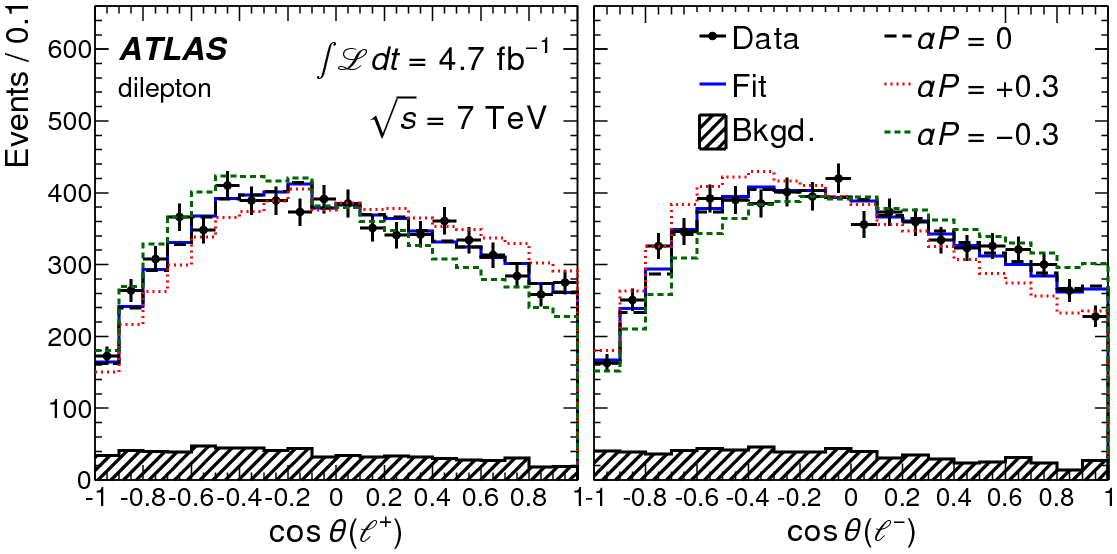 Events / 0.1
600
500
400
300
200
100
0
ATLAS
dilepton
∫ ℒ dt = 4.7 fb⁻¹
√s = 7 TeV
-1 -0.8 -0.6 -0.4 -0.2 0 0.2 0.4 0.6 0.8
cos θ(ℓ⁺)
Data
Fit
Bkgd.
αP = 0
αP = +0.3
αP = −0.3
-1 -0.8 -0.6 -0.4 -0.2 0 0.2 0.4 0.6 0.8 1
cos θ(ℓ⁻)